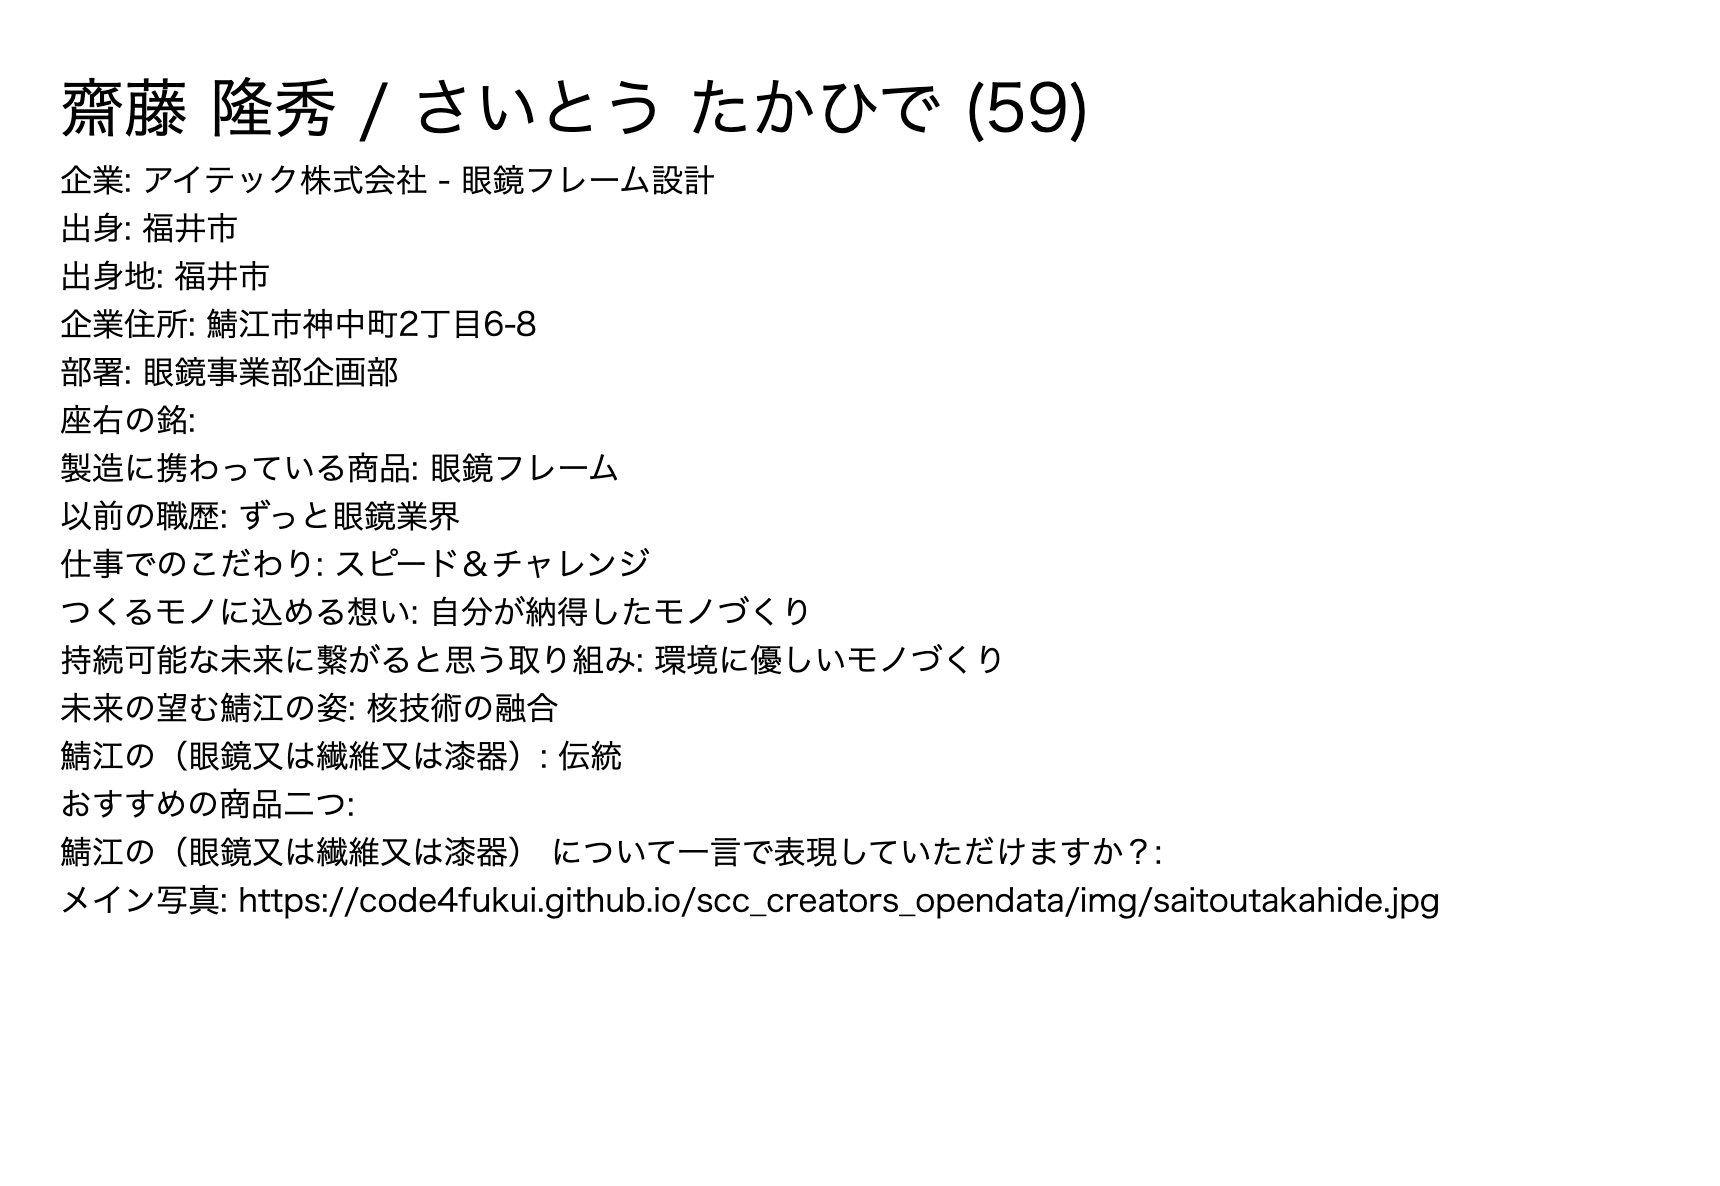 齋藤 隆秀 / さいとう たかひで (59)
企業: アイテック株式会社 - 眼鏡フレーム設計
出身: 福井市
出身地: 福井市
企業住所: 鯖江市神中町2丁目6-8
部署: 眼鏡事業部企画部
座右の銘:
製造に携わっている商品: 眼鏡フレーム
以前の職歴: ずっと眼鏡業界
仕事でのこだわり: スピード＆チャレンジ
つくるモノに込める想い: 自分が納得したモノづくり
持続可能な未来に繋がると思う取り組み: 環境に優しいモノづくり
未来の望む鯖江の姿: 核技術の融合
鯖江の（眼鏡又は繊維又は漆器）: 伝統
おすすめの商品二つ:
鯖江の（眼鏡又は繊維又は漆器） について一言で表現していただけますか？:
メイン写真: https://code4fukui.github.io/scc_creators_opendata/img/saitoutakahide.jpg